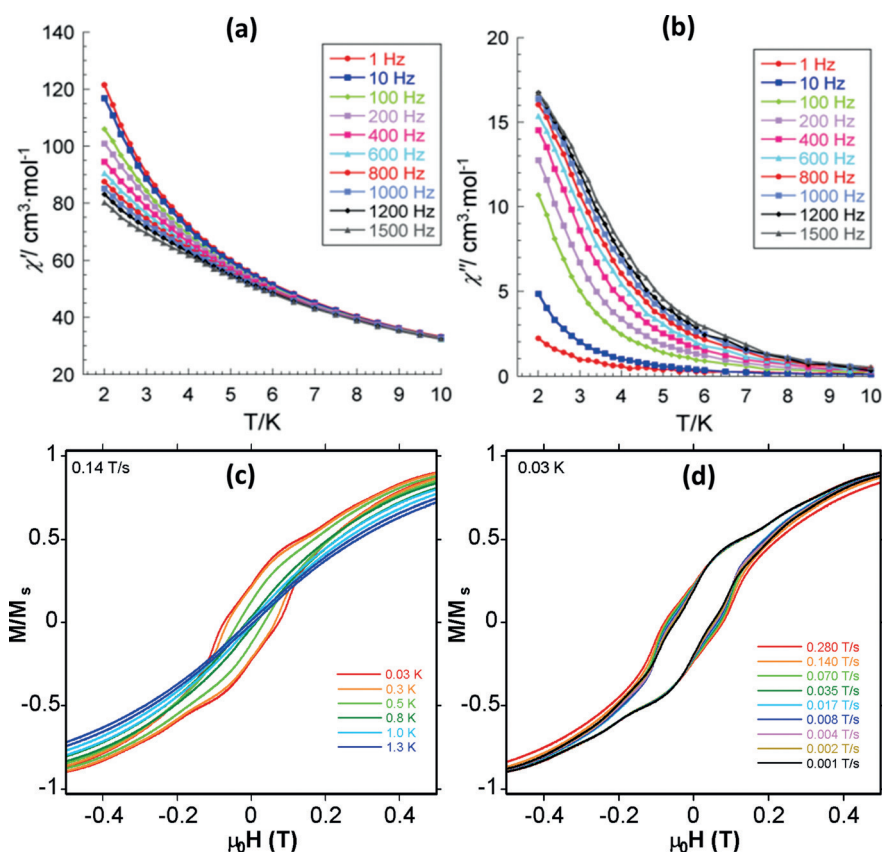 (a)
140
120
100
80
60
40
20
χ'/ cm³·mol⁻¹
1 Hz
10 Hz
100 Hz
200 Hz
400 Hz
600 Hz
800 Hz
1000 Hz
1200 Hz
1500 Hz
2 3 4 5 6 7 8 9 10
T/K
(b)
20
15
10
5
0
χ''/ cm³·mol⁻¹
1 Hz
10 Hz
100 Hz
200 Hz
400 Hz
600 Hz
800 Hz
1000 Hz
1200 Hz
1500 Hz
2 3 4 5 6 7 8 9 10
T/K
0.14 T/s
(c)
1
0.5
0
-0.5
-1
M/Mₛ
0.03 K
0.3 K
0.5 K
0.8 K
1.0 K
1.3 K
-0.4 -0.2 0 0.2 0.4
μ₀H (T)
0.03 K
(d)
1
0.5
0
-0.5
-1
M/Mₛ
0.280 T/s
0.140 T/s
0.070 T/s
0.035 T/s
0.017 T/s
0.008 T/s
0.004 T/s
0.002 T/s
0.001 T/s
-0.4 -0.2 0 0.2 0.4
μ₀H (T)